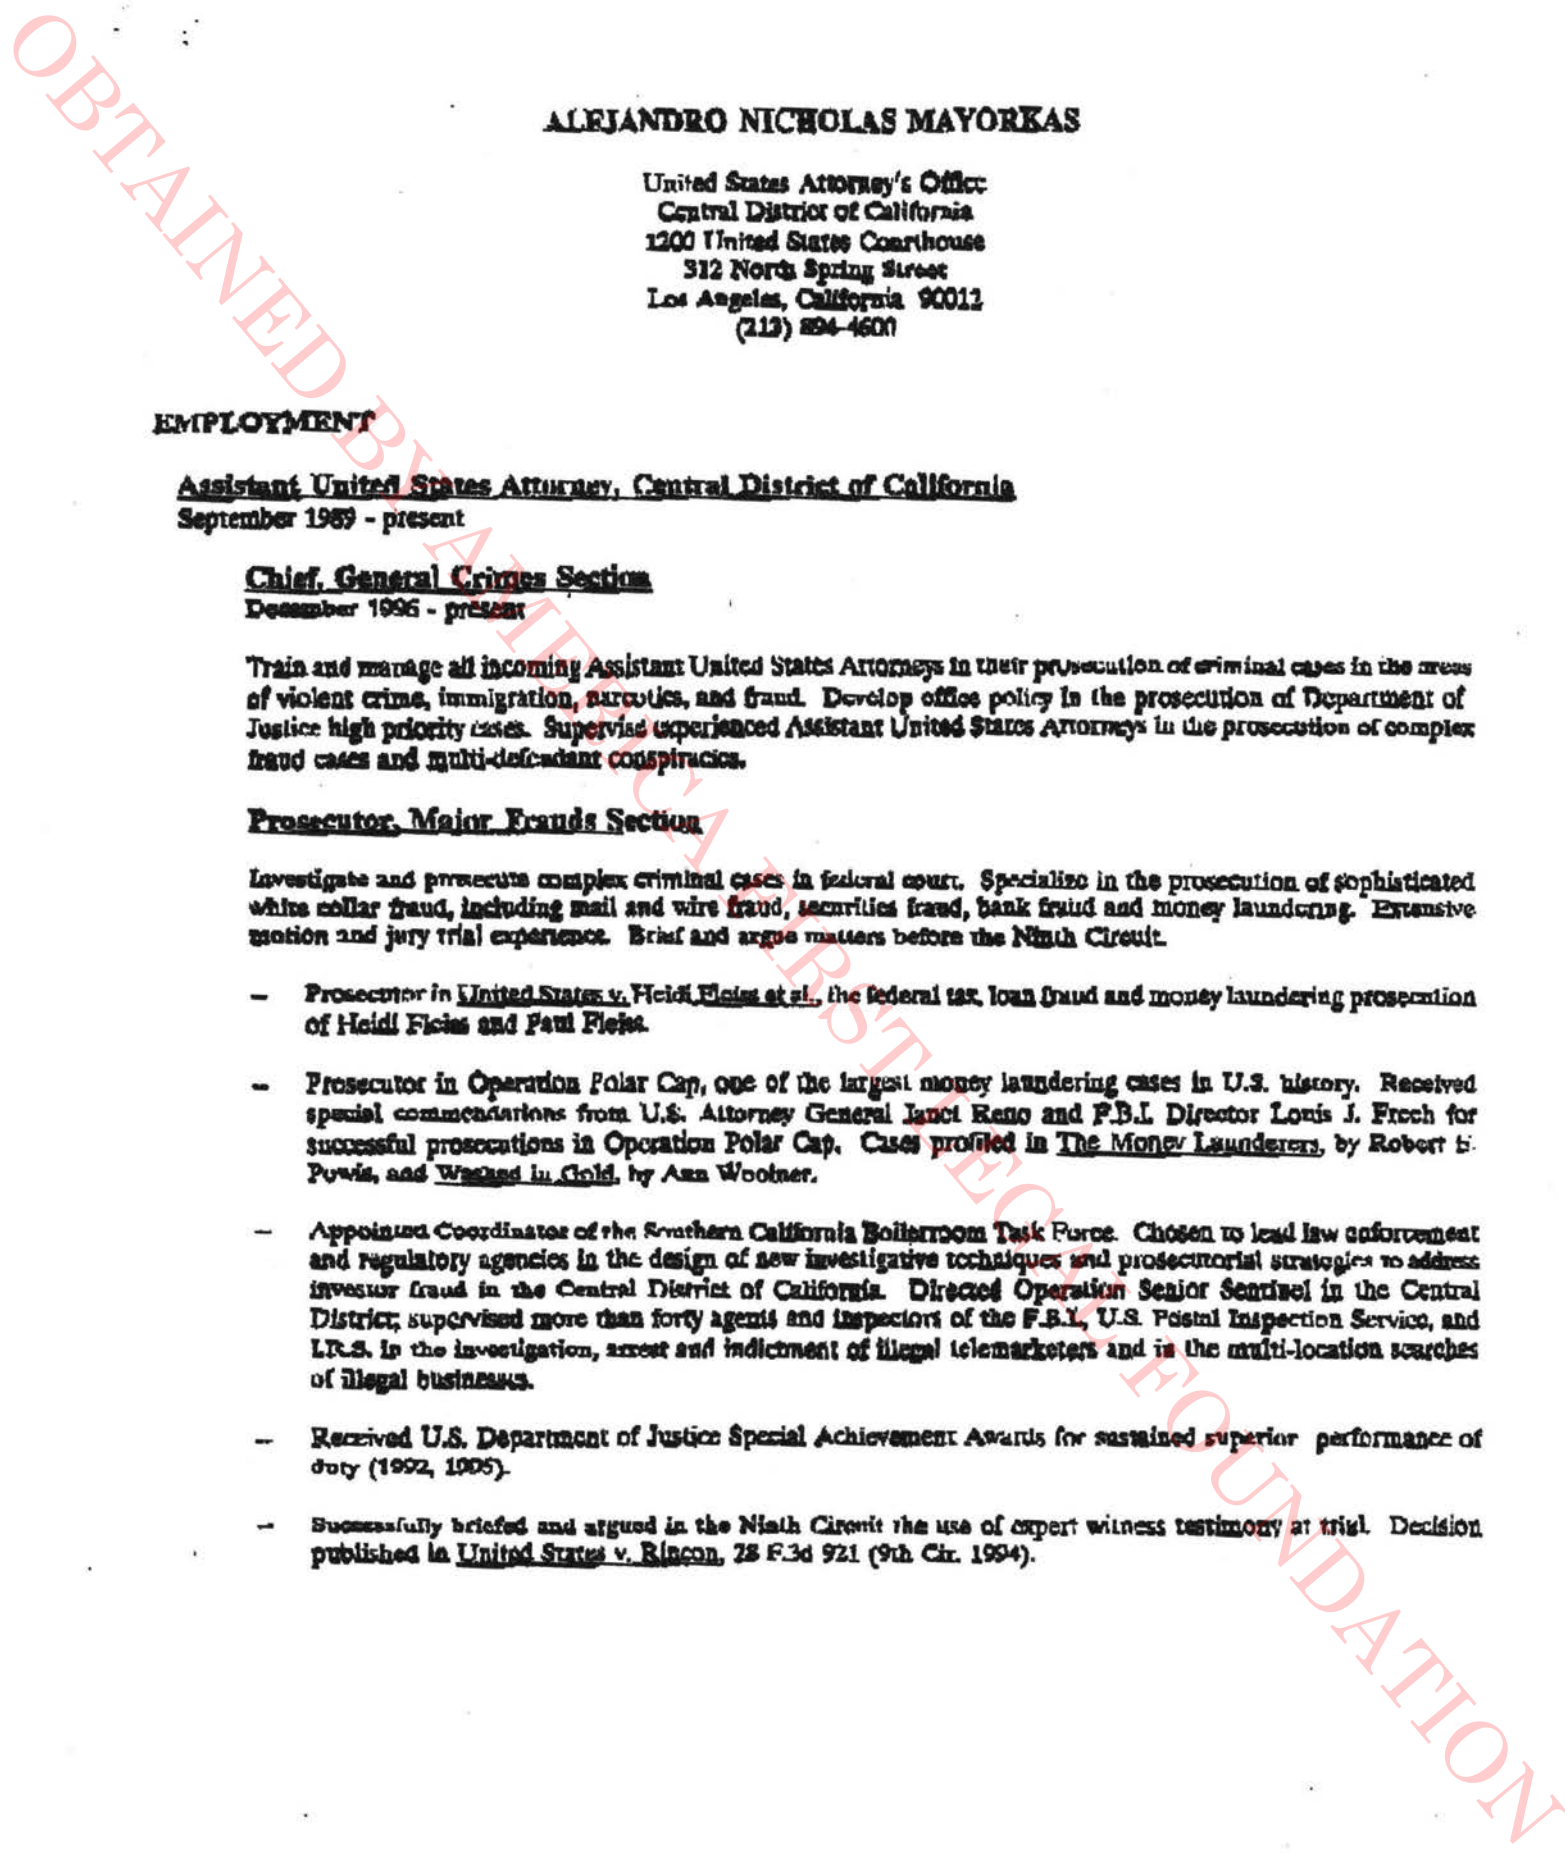 ALEJANDRO NICHOLAS MAYORKAS
United States Attorney's Office
Central District of California
1200 United States Courthouse
312 North Spring Street
Los Angeles, California 90012
(213) 894-4600
EMPLOYMENT
Assistant United States Attorney, Central District of California
September 1989 - present
Chief, General Crimes Section
December 1996 - present
Train and manage all incoming Assistant United States Attorneys in their prosecution of criminal cases in the areas
of violent crime, immigration, narcotics, and fraud. Develop office policy in the prosecution of Department of
Justice high priority cases. Supervise experienced Assistant United States Attorneys in the prosecution of complex
fraud cases and multi-defendant conspiracies.
Prosecutor, Major Frauds Section
Investigate and prosecute complex criminal cases in federal court. Specialize in the prosecution of sophisticated
white collar fraud, including mail and wire fraud, securities fraud, bank fraud and money laundering. Extensive
motion and jury trial experience. Brief and argue matters before the Ninth Circuit.
– Prosecutor in United States v. Heidi Fleiss et al., the federal tax, loan fraud and money laundering prosecution
of Heidi Fleiss and Paul Fleiss.
– Prosecutor in Operation Polar Cap, one of the largest money laundering cases in U.S. history. Received
special commendations from U.S. Attorney General Janet Reno and F.B.I. Director Louis J. Freeh for
successful prosecutions in Operation Polar Cap. Cases profiled in The Money Launderers, by Robert E.
Powis, and Washed in Gold, by Ann Woolner.
– Appointed Coordinator of the Southern California Boilerroom Task Force. Chosen to lead law enforcement
and regulatory agencies in the design of new investigative techniques and prosecutorial strategies to address
investor fraud in the Central District of California. Directed Operation Senior Sentinel in the Central
District; supervised more than forty agents and inspectors of the F.B.I., U.S. Postal Inspection Service, and
I.R.S. in the investigation, arrest and indictment of illegal telemarketers and in the multi-location searches
of illegal businesses.
– Received U.S. Department of Justice Special Achievement Awards for sustained superior performance of
duty (1992, 1995).
– Successfully briefed and argued in the Ninth Circuit the use of expert witness testimony at trial. Decision
published in United States v. Rincon, 28 F.3d 921 (9th Cir. 1994).
OBTAINED BY AMERICA FIRST LEGAL FOUNDATION